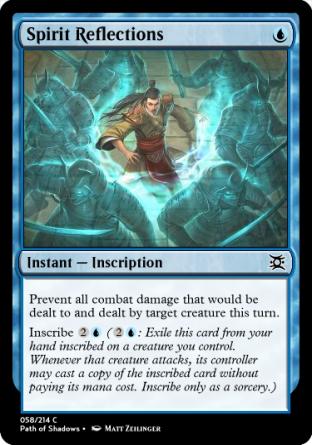 Spirit Reflections
Instant — Inscription
Prevent all combat damage that would be
dealt to and dealt by target creature this turn.
Inscribe 2 ( 2 : Exile this card from your
hand inscribed on a creature you control.
Whenever that creature attacks, its controller
may cast a copy of the inscribed card without
paying its mana cost. Inscribe only as a sorcery.)
058/214 C
Path of Shadows • Matt Zeilinger